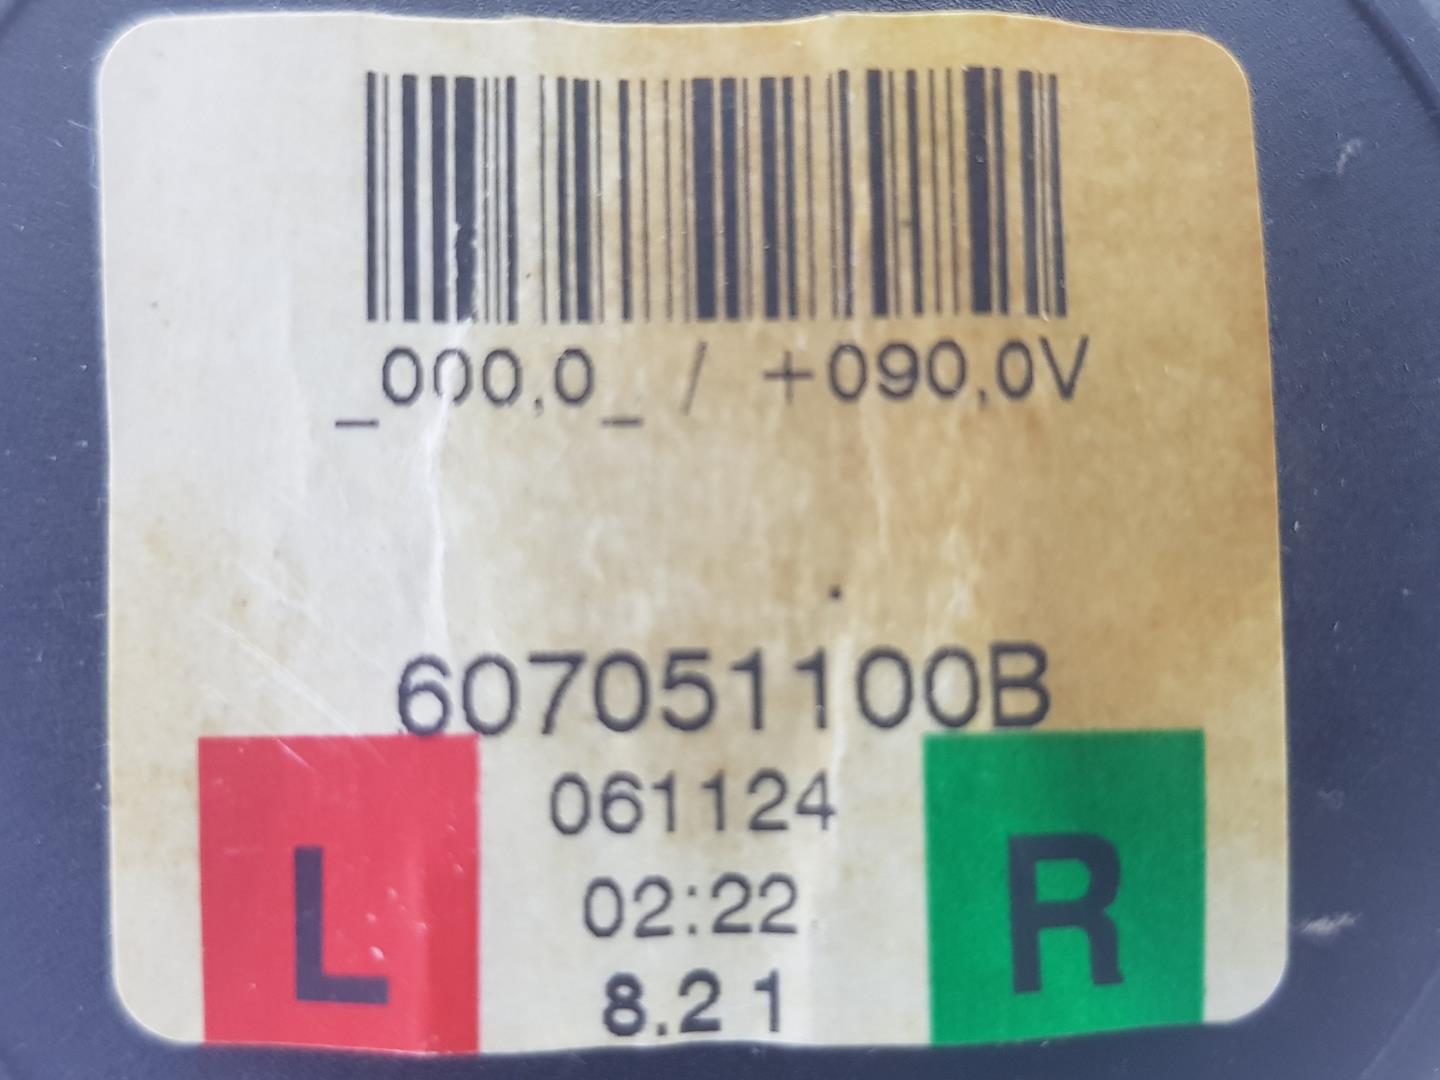 _000,0_ / +090,0V
607051100B
061124
02:22
8.2 1
L
R